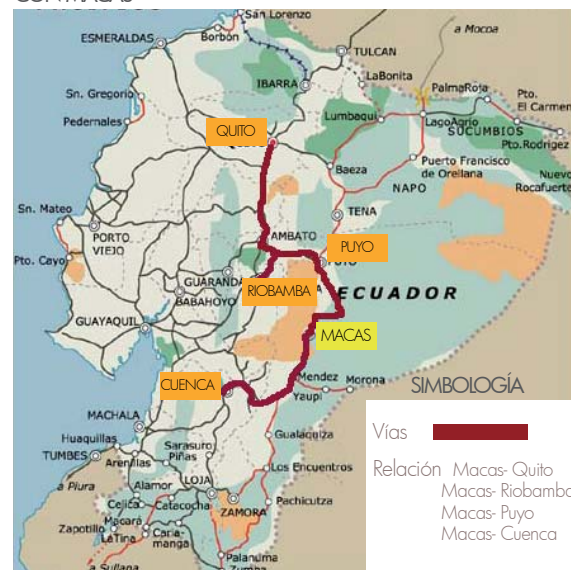 San Lorenzo
Borbón
ESMERALDAS
TULCAN
a Mocoa
IBARRA
LaBonita
Sn. Gregorio
Pedernales
PalmaRoja
Pto.
El Carmen
Lumbaqui
LagoAgrio
SUCUMBIOS
Pto.Rodrigez
QUITO
Baeza
Puerto Francisco
de Orellana
NAPO
Nuevo
Rocafuerte
Sn. Mateo
TENA
PORTO
VIEJO
AMBATO
PUYO
Pto. Cayo
GUARANDA
RIOBAMBA
ECUADOR
BABAHOYO
GUAYAQUIL
MACAS
CUENCA
Mendez
Morona
Yaupi
SIMBOLOGÍA
MACHALA
Gualaquiza
Huaquillas
Sarasuro
Piñas
TUMBES
Arenillas
Los Encuentros
LOJA
a Piura
Alamor
Celica
Catacocha
ZAMORA
Pachicutza
Macará
Zapotillo
LaTina
Caria-
manga
Palanuma
Zumba
a Sullana
Vías
Relación Macas- Quito
Macas- Riobamba
Macas- Puyo
Macas- Cuenca